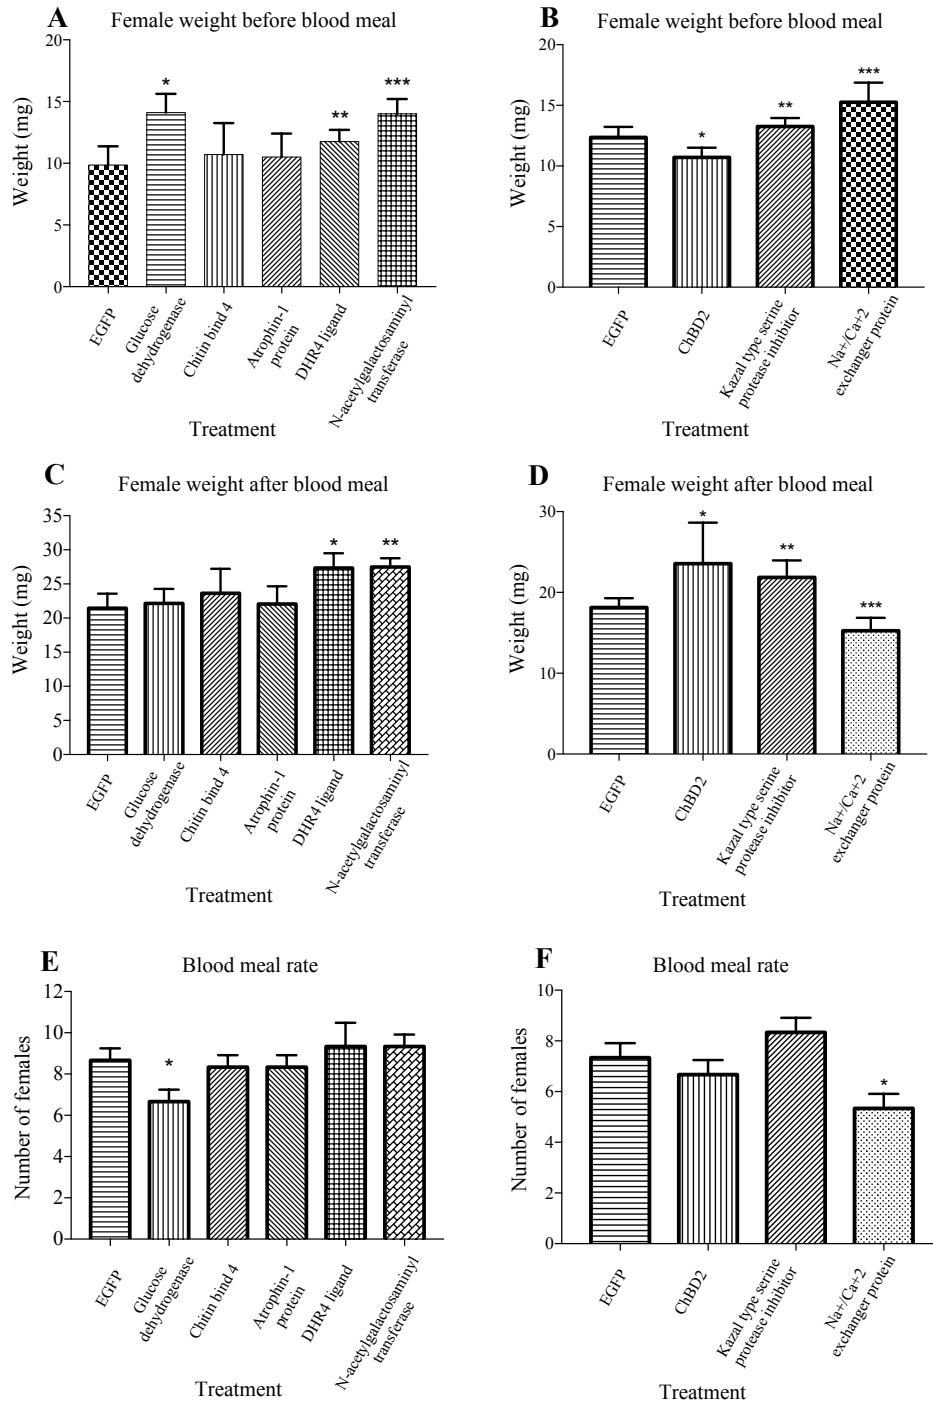 A
Female weight before blood meal
Weight (mg)
20
15
10
5
0
*
**
***
EGFP
Glucose
dehydrogenase
Chitin bind 4
Atrophin-1
protein
DHR4 ligand
N-acetylgalactosaminyl
transferase
Treatment
B
Female weight before blood meal
Weight (mg)
20
15
10
5
0
*
**
***
EGFP
ChBD2
Kazal type serine
protease inhibitor
Na+/Ca+2
exchanger protein
Treatment
C
Female weight after blood meal
Weight (mg)
35
30
25
20
15
10
5
0
*
**
EGFP
Glucose
dehydrogenase
Chitin bind 4
Atrophin-1
protein
DHR4 ligand
N-acetylgalactosaminyl
transferase
Treatment
D
Female weight after blood meal
Weight (mg)
30
20
10
0
*
**
***
EGFP
ChBD2
Kazal type serine
protease inhibitor
Na+/Ca+2
exchanger protein
Treatment
E
Blood meal rate
Number of females
12
10
8
6
4
2
0
*
EGFP
Glucose
dehydrogenase
Chitin bind 4
Atrophin-1
protein
DHR4 ligand
N-acetylgalactosaminyl
transferase
Treatment
F
Blood meal rate
Number of females
10
8
6
4
2
0
*
EGFP
ChBD2
Kazal type serine
protease inhibitor
Na+/Ca+2
exchanger protein
Treatment